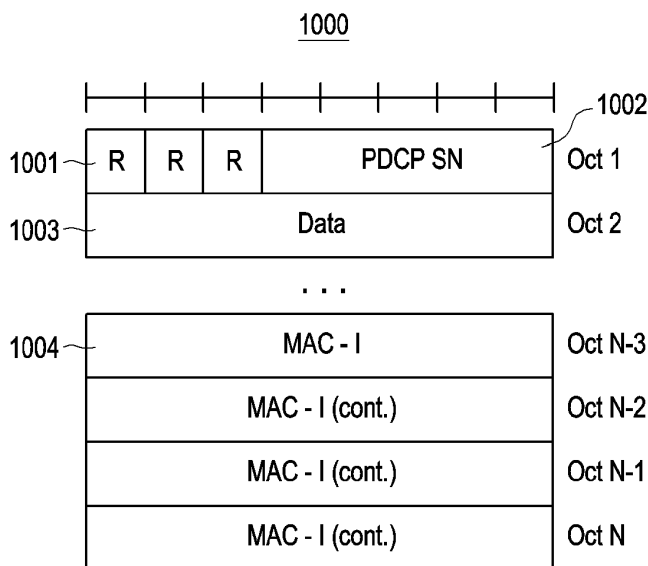 1000
1002
1001 R R R PDCP SN Oct 1
1003 Data Oct 2
. . .
1004 MAC - I Oct N-3
MAC - I (cont.) Oct N-2
MAC - I (cont.) Oct N-1
MAC - I (cont.) Oct N